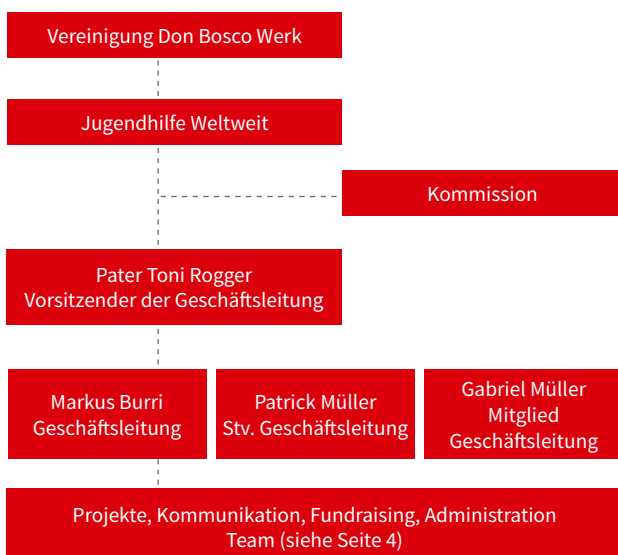 Vereinigung Don Bosco Werk
Jugendhilfe Weltweit
Kommission
Pater Toni Rogger
Vorsitzender der Geschäftsleitung
Markus Burri
Geschäftsleitung
Patrick Müller
Stv. Geschäftsleitung
Gabriel Müller
Mitglied
Geschäftsleitung
Projekte, Kommunikation, Fundraising, Administration
Team (siehe Seite 4)